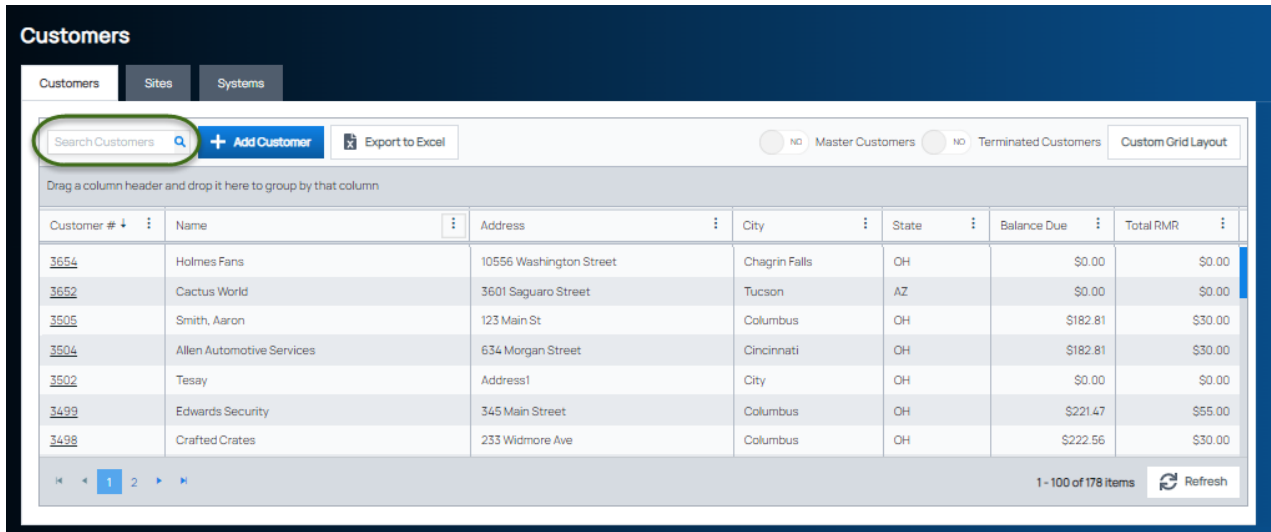 Customers
Customers Sites Systems
Search Customers + Add Customer Export to Excel NO Master Customers NO Terminated Customers Custom Grid Layout
Drag a column header and drop it here to group by that column
Customer # ↓ Name Address City State Balance Due Total RMR
3654 Holmes Fans 10556 Washington Street Chagrin Falls OH $0.00 $0.00
3652 Cactus World 3601 Saguaro Street Tucson AZ $0.00 $0.00
3505 Smith, Aaron 123 Main St Columbus OH $182.81 $30.00
3504 Allen Automotive Services 634 Morgan Street Cincinnati OH $182.81 $30.00
3502 Tesay Address1 City OH $0.00 $0.00
3499 Edwards Security 345 Main Street Columbus OH $221.47 $55.00
3498 Crafted Crates 233 Widmore Ave Columbus OH $222.56 $30.00
1 2 1 - 100 of 178 items Refresh